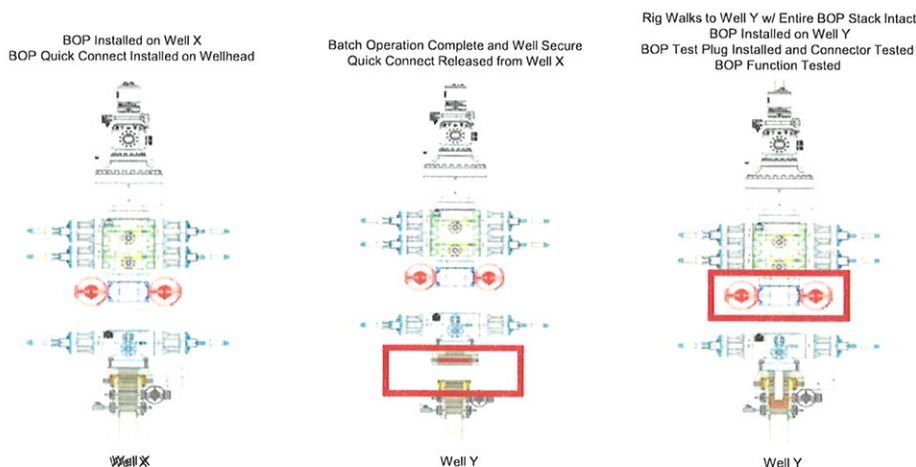 BOP Installed on Well X
BOP Quick Connect Installed on Wellhead
Batch Operation Complete and Well Secure
Quick Connect Released from Well X
Rig Walks to Well Y w/ Entire BOP Stack Intact
BOP Installed on Well Y
BOP Test Plug Installed and Connector Tested
BOP Function Tested
Well X
Well Y
Well Y